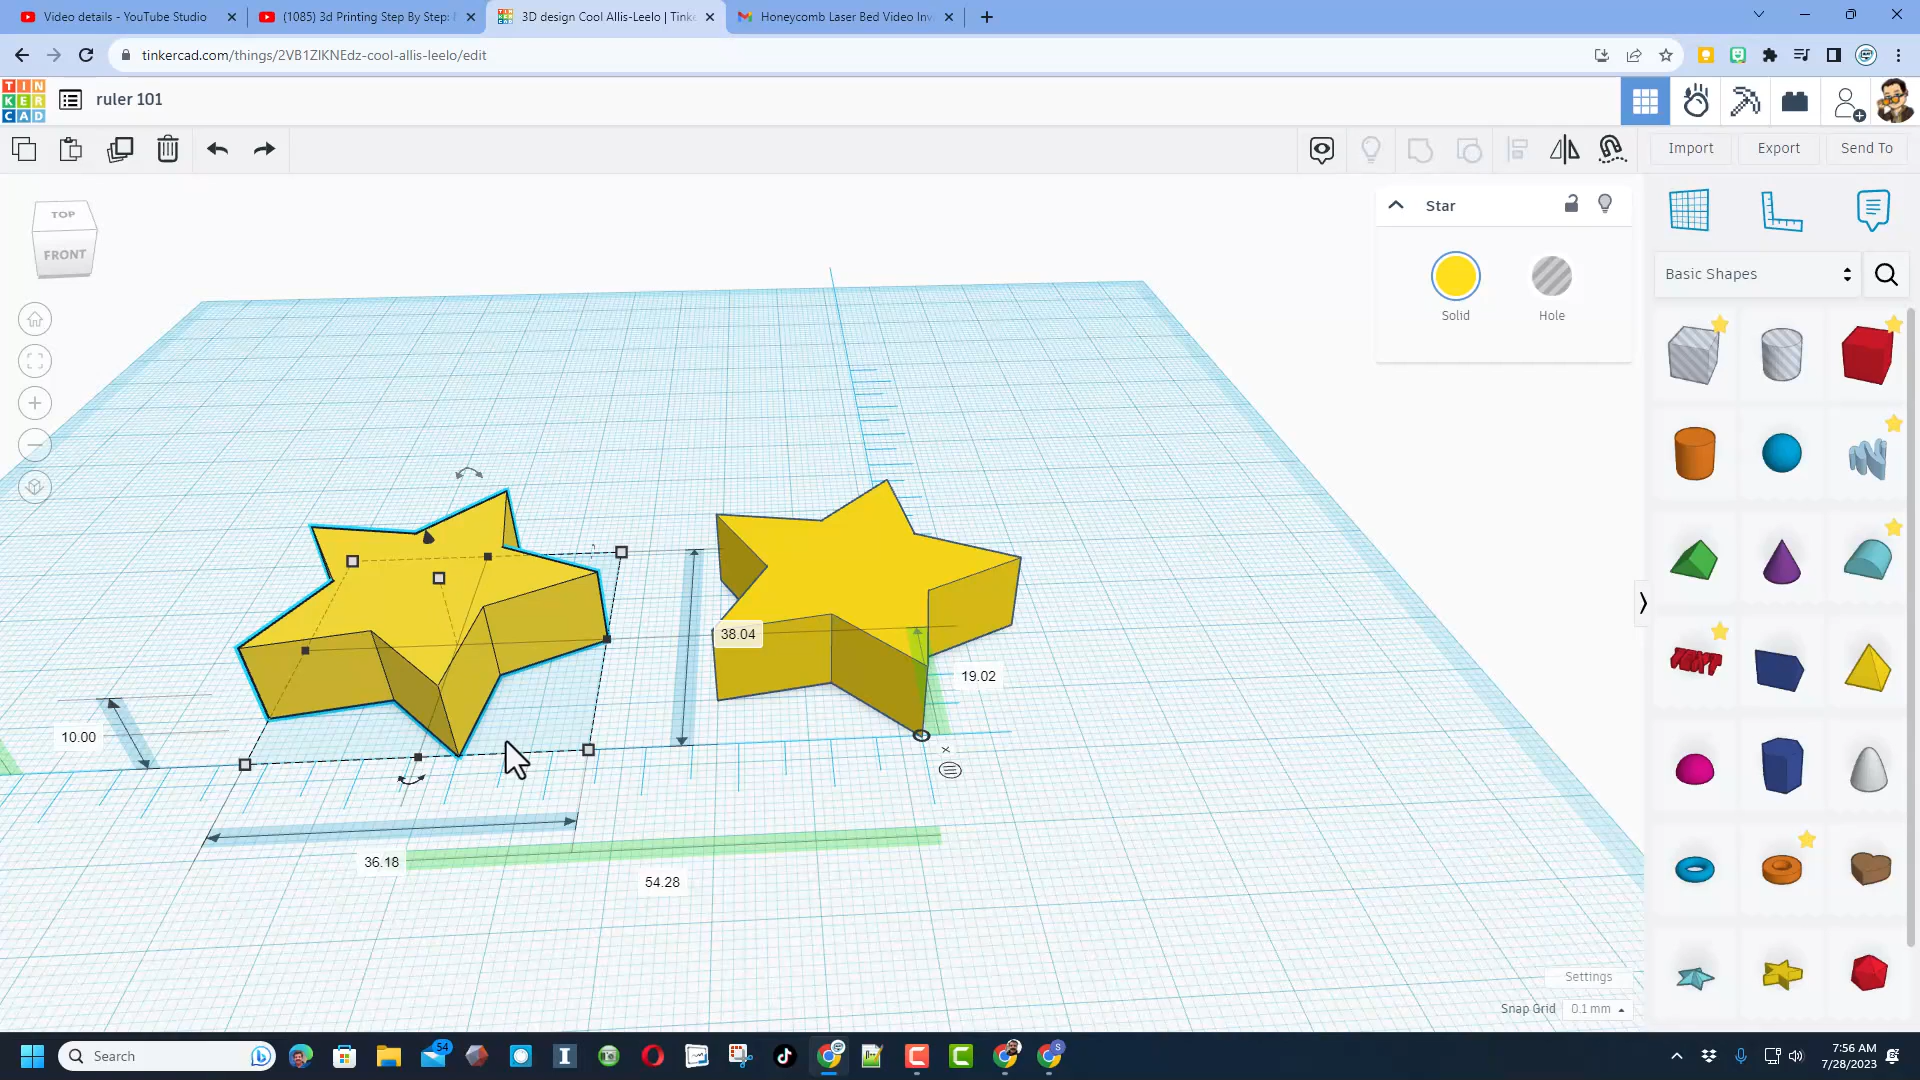 Video details - YouTube Studio
(1085) 3d Printing Step By Step:
3D design Cool Allis-Leelo | Tink
Honeycomb Laser Bed Video Inv
tinkercad.com/things/2VB1ZIKNEdz-cool-allis-leelo/edit
TIN
KER
CAD
ruler 101
Import
Export
Send To
TOP
FRONT
Star
Solid
Hole
Basic Shapes
38.04
19.02
10.00
36.18
54.28
x
Settings
Snap Grid
0.1 mm
Search
54
S
7:56 AM
7/28/2023